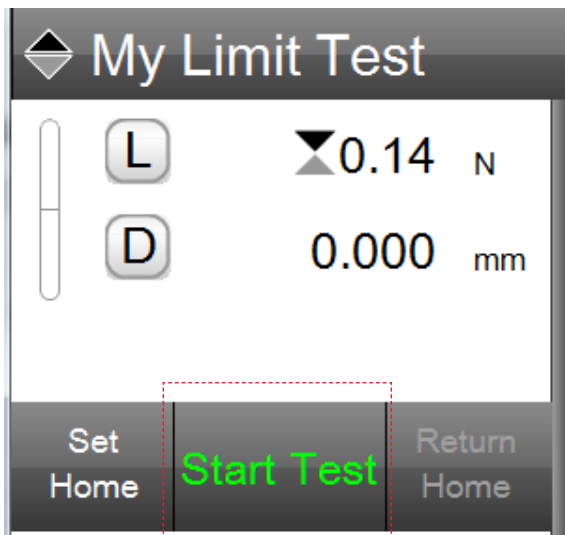 My Limit Test
L 0.14 N
D 0.000 mm
Set Home
Start Test
Return Home